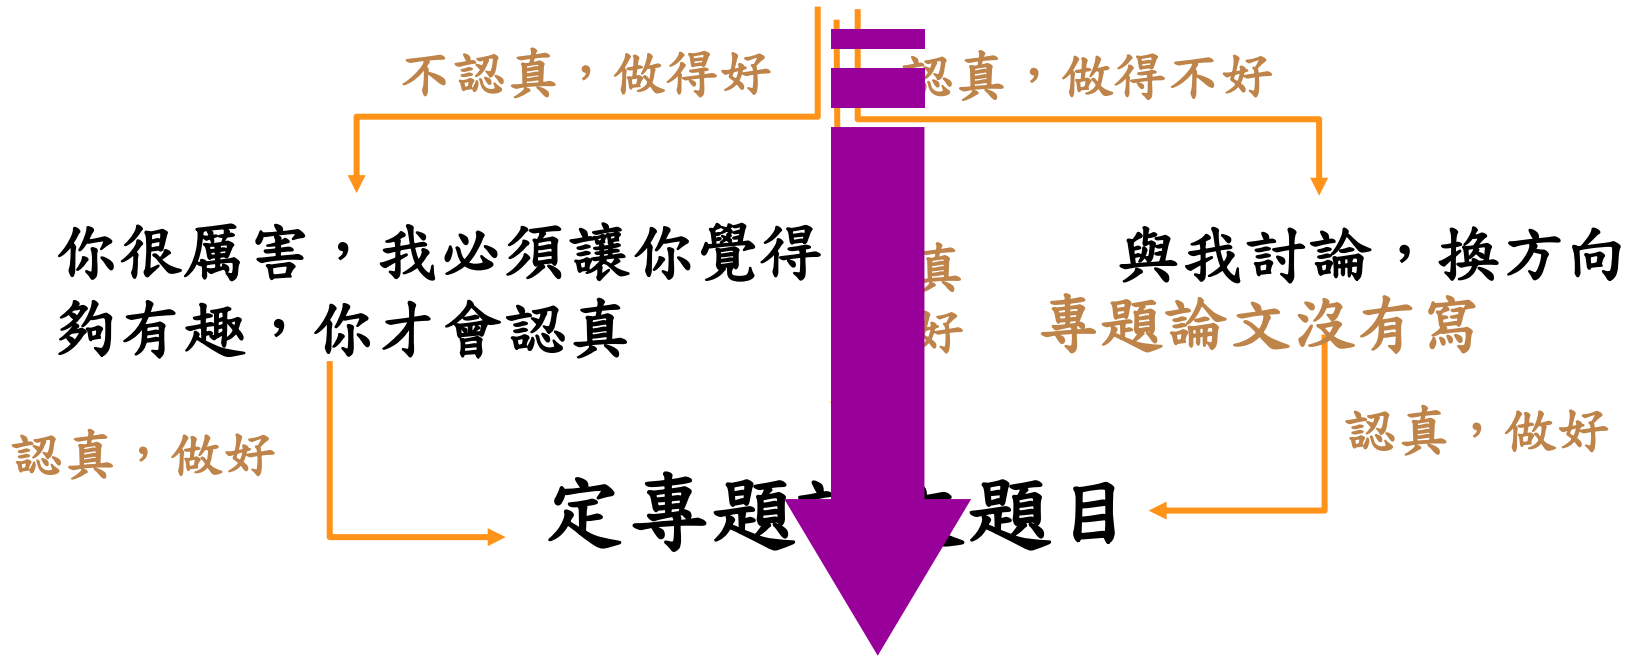 不認真，做得好
認真，做得不好
你很厲害，我必須讓你覺得
夠有趣，你才會認真
真
好
與我討論，換方向
專題論文沒有寫
認真，做好
認真，做好
定專題 題目